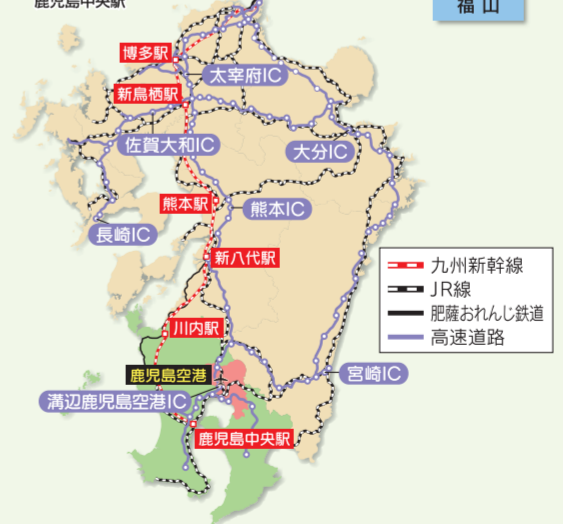 鹿児島中央駅
福山
博多駅
太宰府IC
新鳥栖駅
佐賀大和IC
大分IC
熊本駅
熊本IC
長崎IC
新八代駅
九州新幹線
JR線
肥薩おれんじ鉄道
高速道路
川内駅
鹿児島空港
宮崎IC
溝辺鹿児島空港IC
鹿児島中央駅